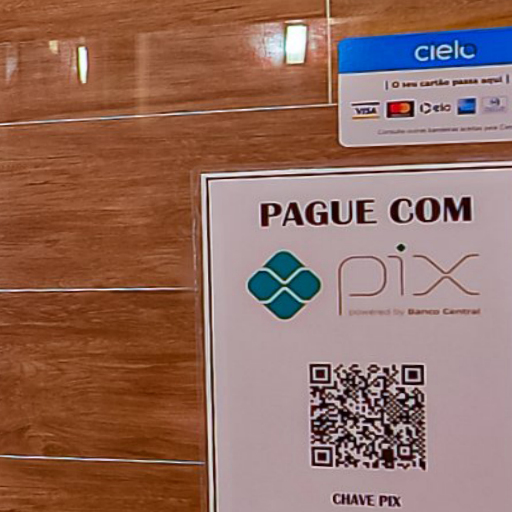 cielo
| O seu cartão passa aqui |
VISA elo
PAGUE COM
pix
powered by Banco Central
CHAVE PIX